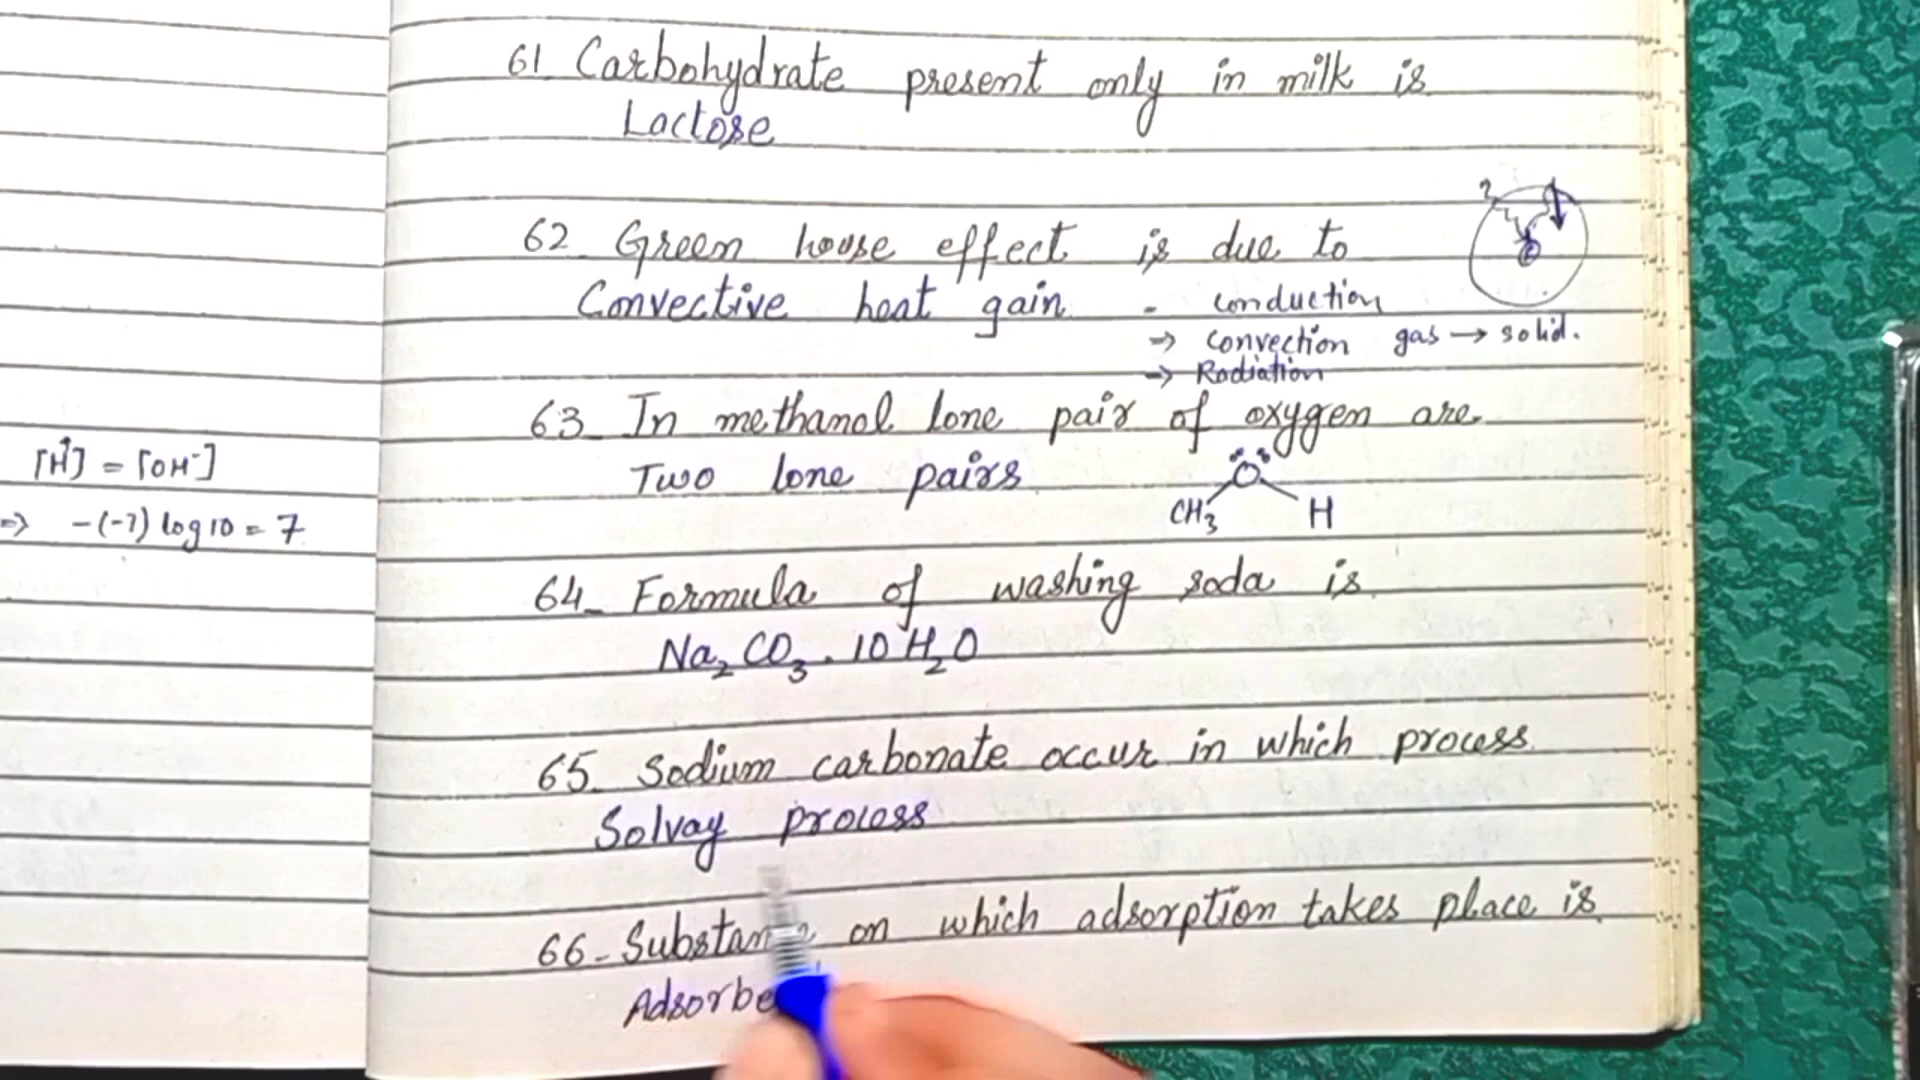 [H⁺] = [OH⁻]
=> -(-7) log 10 = 7
61. Carbohydrate present only in milk is
Lactose
62. Green house effect is due to
Convective heat gain - conduction
=> convection gas → solid.
=> Radiation
63. In methanol lone pair of oxygen are
Two lone pairs
O
CH₃ H
64. Formula of washing soda is
Na₂CO₃.10H₂O
65. Sodium carbonate occur in which process
Solvay process
66. on which adsorption takes place is